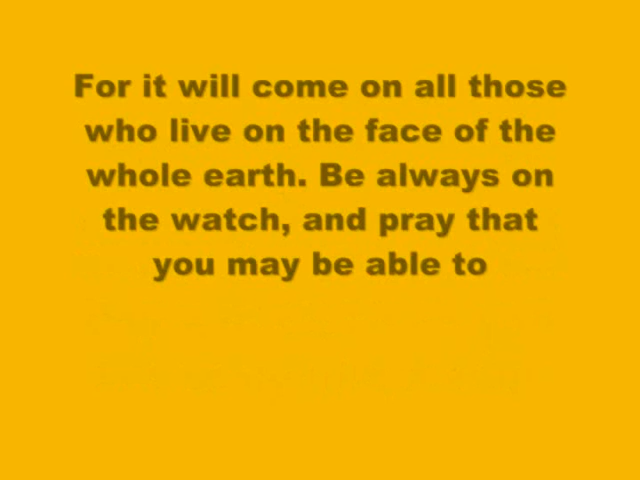 For it will come on all those
who live on the face of the
whole earth. Be always on
the watch, and pray that
you may be able to